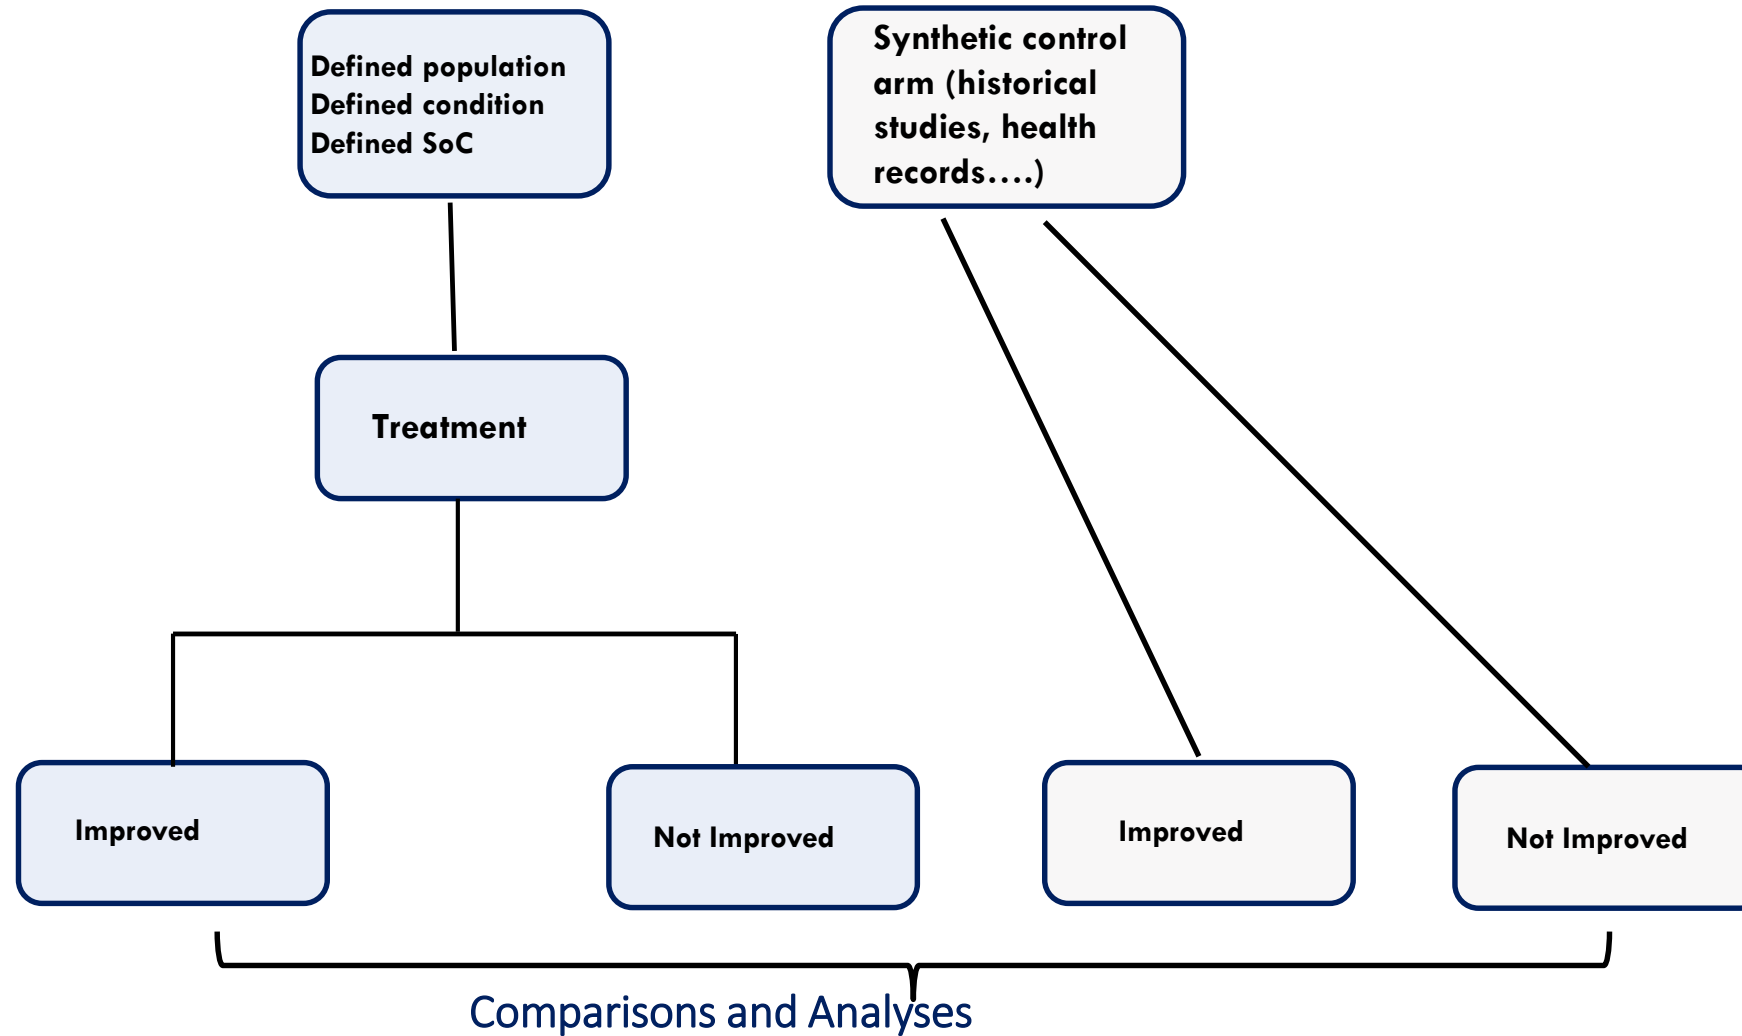 Defined population
Defined condition
Defined SoC
Synthetic control
arm (historical
studies, health
records....)
Treatment
Improved
Not Improved
Improved
Not Improved
Comparisons and Analyses